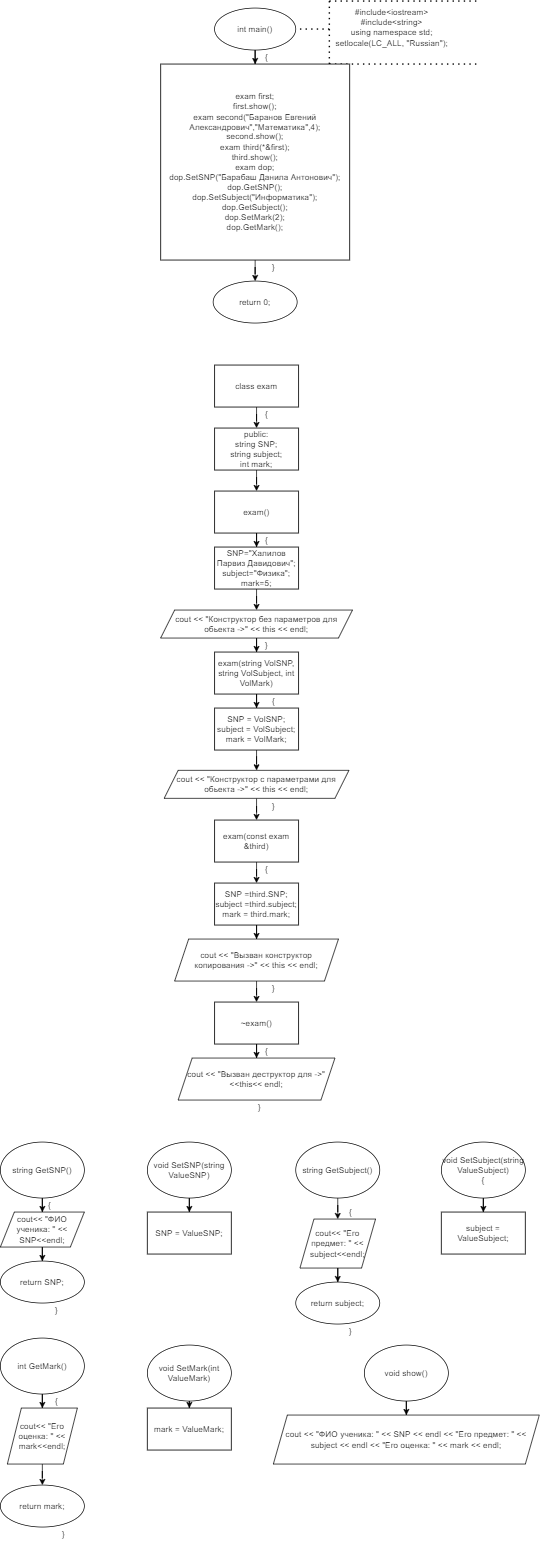 int main()
#include<iostream>
#include<string>
using namespace std;
setlocale(LC_ALL, "Russian");
{
exam first;
first.show();
exam second("Баранов Евгений
Александрович","Математика",4);
second.show();
exam third(*&first);
third.show();
exam dop;
dop.SetSNP("Барабаш Данила Антонович");
dop.GetSNP();
dop.SetSubject("Информатика");
dop.GetSubject();
dop.SetMark(2);
dop.GetMark();
}
return 0;
class exam
{
public:
string SNP;
string subject;
int mark;
exam()
{
SNP="Халилов
Парвиз Давидович";
subject="Физика";
mark=5;
cout << "Конструктор без параметров для
обьекта ->" << this << endl;
}
exam(string VolSNP,
string VolSubject, int
VolMark)
{
SNP = VolSNP;
subject = VolSubject;
mark = VolMark;
cout << "Конструктор с параметрами для
обьекта ->" << this << endl;
}
exam(const exam
&third)
{
SNP =third.SNP;
subject =third.subject;
mark = third.mark;
cout << "Вызван конструктор
копирования ->" << this << endl;
}
~exam()
{
cout << "Вызван деструктор для ->"
<<this<< endl;
}
string GetSNP()
{
cout<< "ФИО
ученика: " <<
SNP<<endl;
return SNP;
}
void SetSNP(string
ValueSNP)
SNP = ValueSNP;
string GetSubject()
{
cout<< "Его
предмет: " <<
subject<<endl;
return subject;
}
void SetSubject(string
ValueSubject)
{
subject =
ValueSubject;
int GetMark()
{
cout<< "Его
оценка: " <<
mark<<endl;
return mark;
}
void SetMark(int
ValueMark)
mark = ValueMark;
void show()
cout << "ФИО ученика: " << SNP << endl << "Его предмет: " <<
subject << endl << "Его оценка: " << mark << endl;